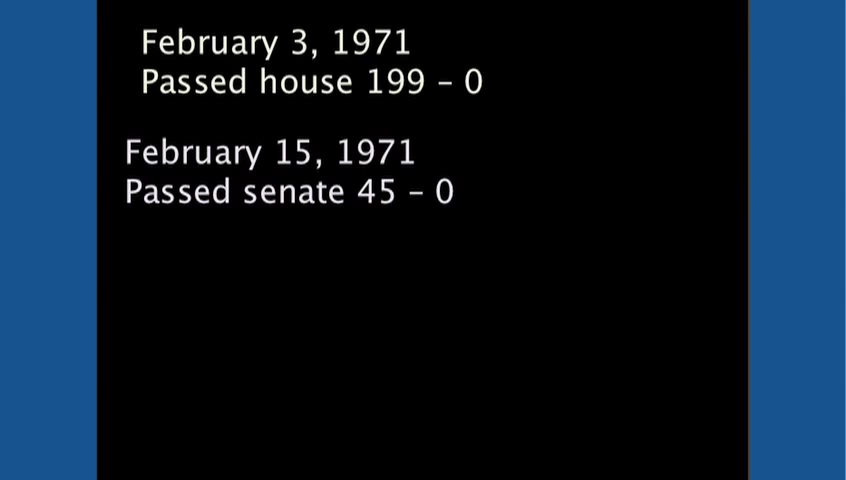 February 3, 1971
Passed house 199 – 0
February 15, 1971
Passed senate 45 – 0